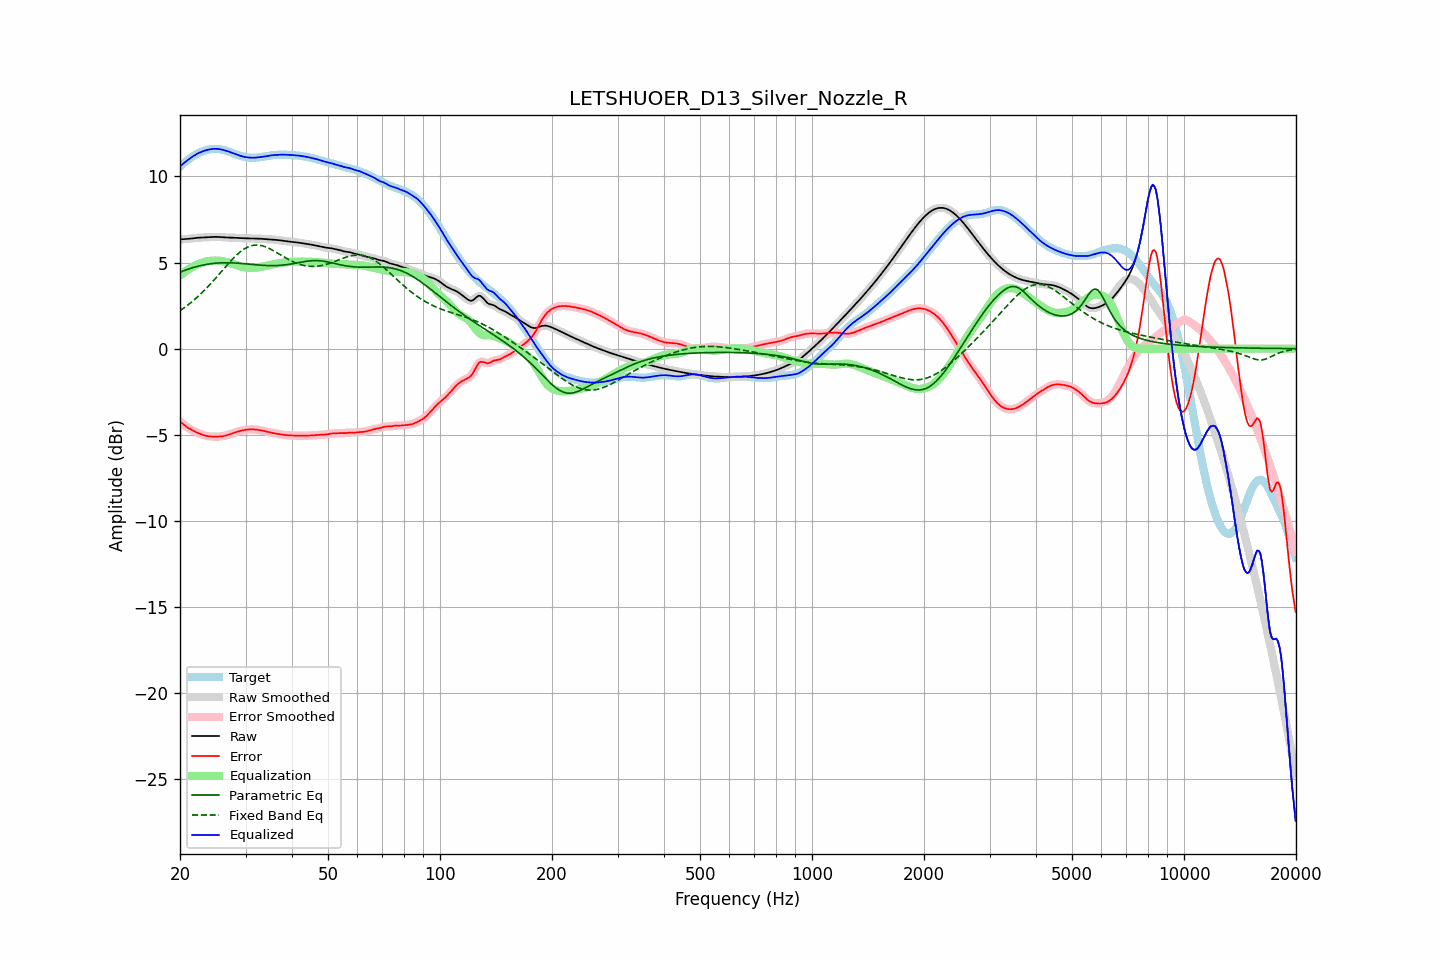 LETSHUOER_D13_Silver_Nozzle_R
Amplitude (dBr)
10
5
0
−5
−10
−15
−20
−25
Target
Raw Smoothed
Error Smoothed
Raw
Error
Equalization
Parametric Eq
Fixed Band Eq
Equalized
20 50 100 200 500 1000 2000 5000 10000 20000
Frequency (Hz)